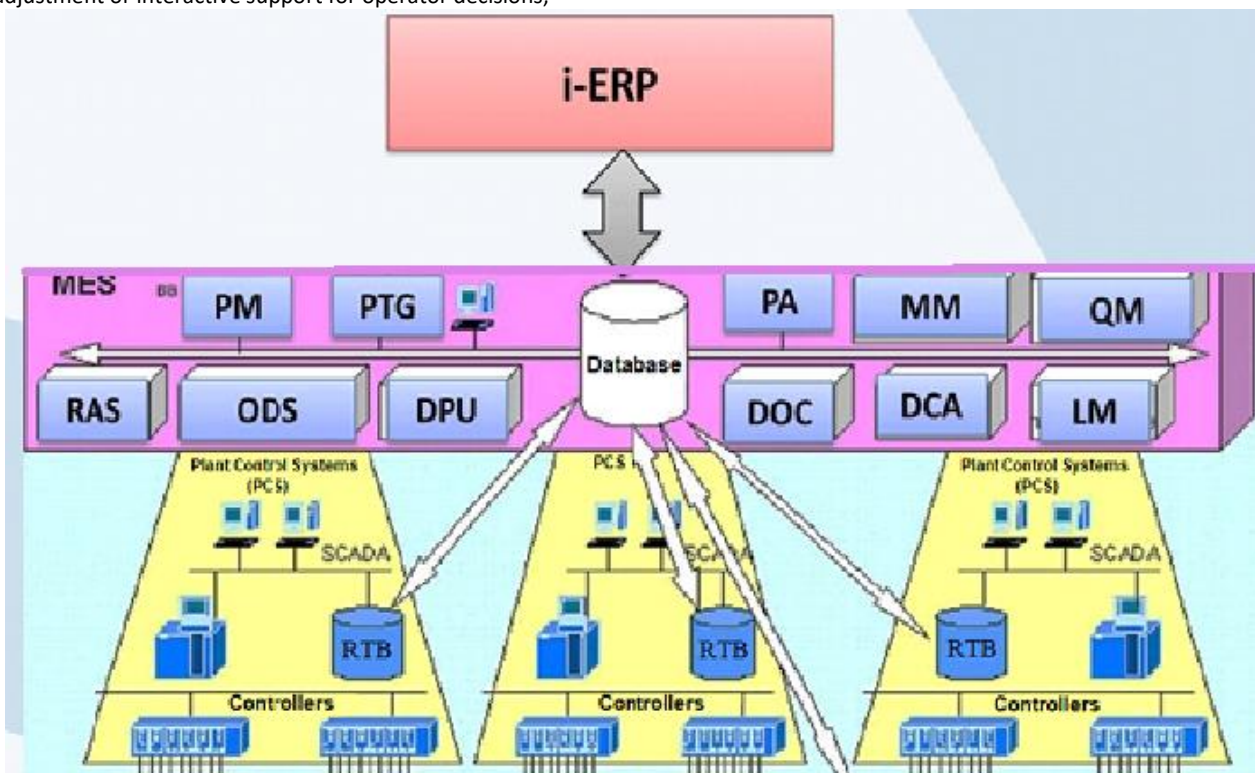 adjustment or interactive support for operator decisions;
i-ERP
MES BB
PM PTG PA MM QM
Database
RAS ODS DPU DOC DCA LM
Plant Control Systems
(PCS)
PCS
Plant Control Systems
(PCS)
SCADA SCADA SCADA
RTB RTB RTB
Controllers Controllers Controllers